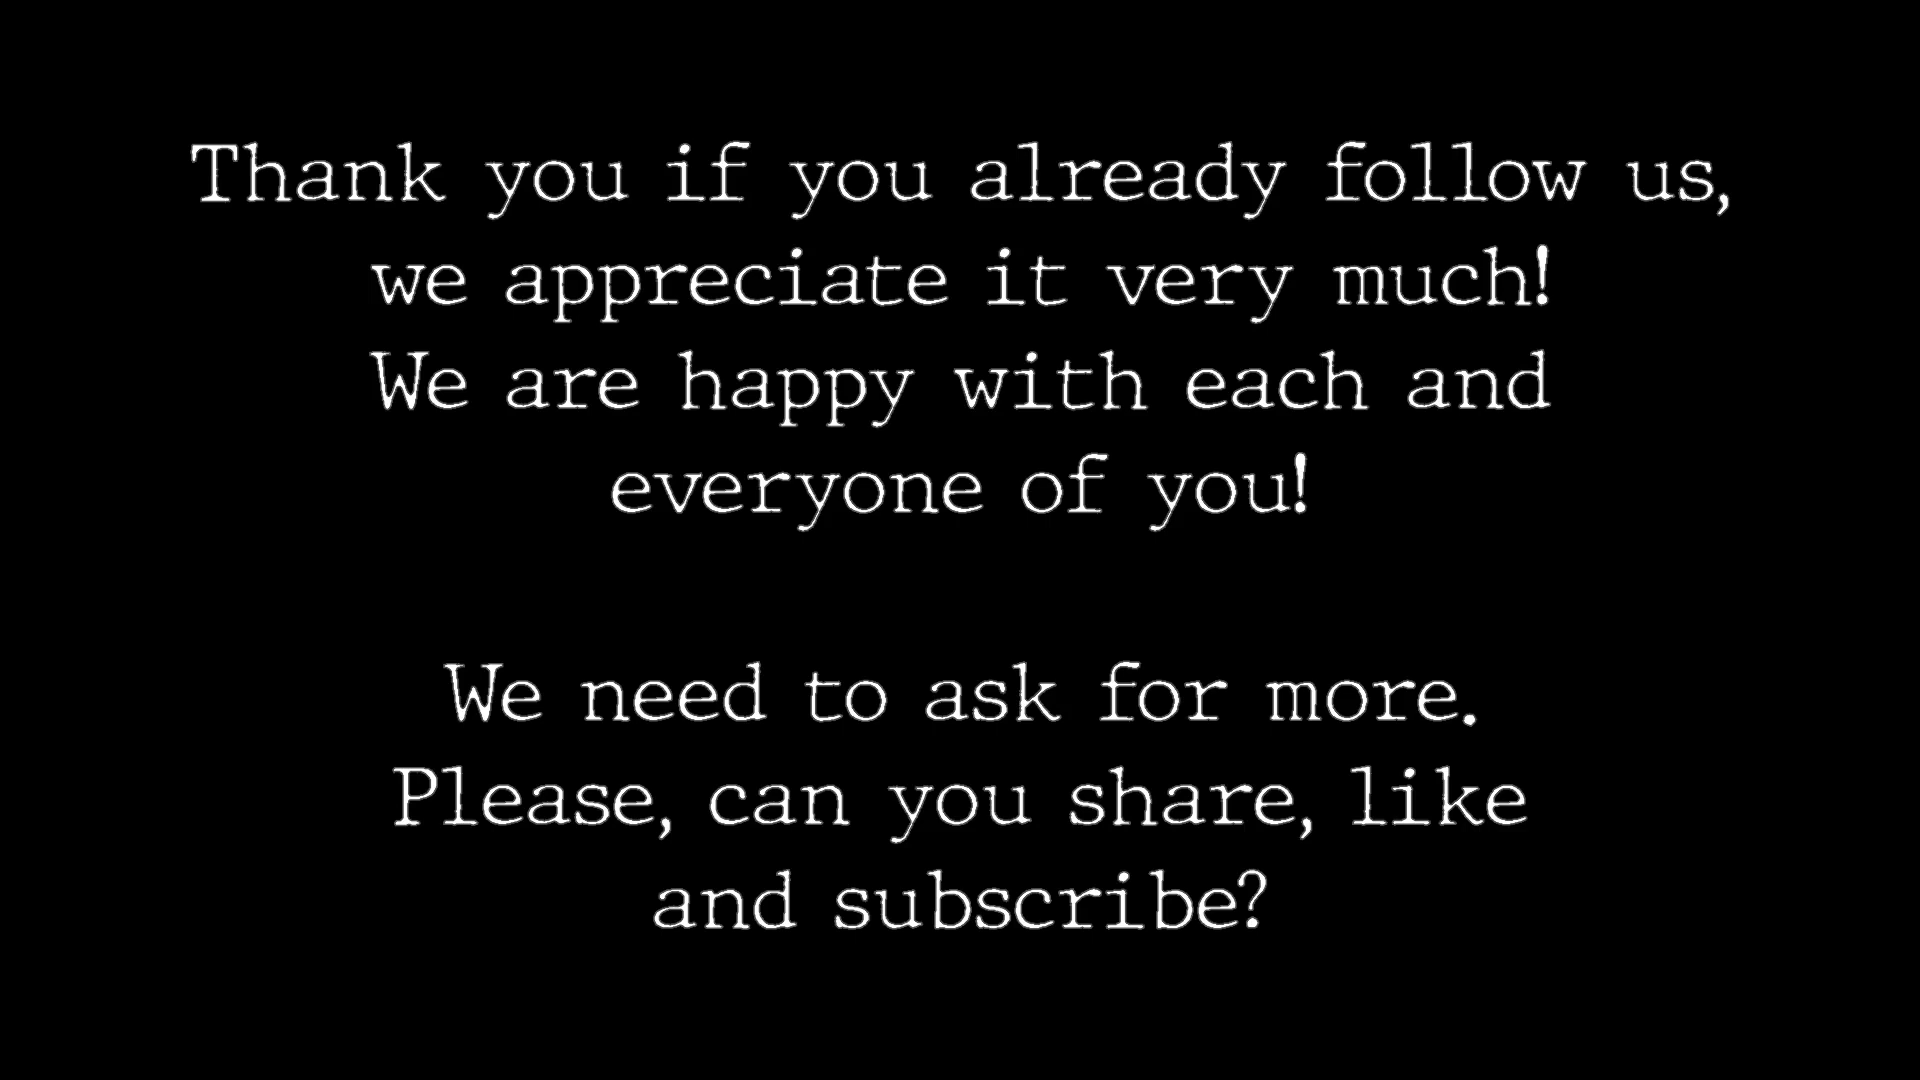 Thank you if you already follow us,
we appreciate it very much!
We are happy with each and
everyone of you!
We need to ask for more.
Please, can you share, like
and subscribe?